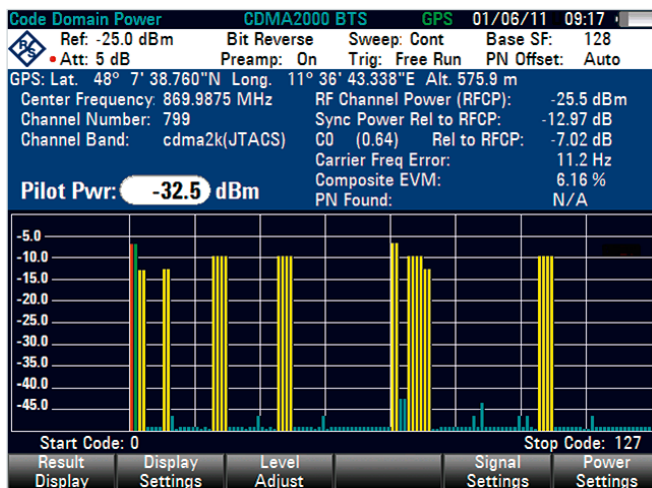 Code Domain Power CDMA2000 BTS GPS 01/06/11 09:17
Ref: -25.0 dBm Bit Reverse Sweep: Cont Base SF: 128
Att: 5 dB Preamp: On Trig: Free Run PN Offset: Auto
GPS: Lat. 48° 7' 38.760"N Long. 11° 36' 43.338"E Alt. 575.9 m
Center Frequency: 869.9875 MHz RF Channel Power (RFCP): -25.5 dBm
Channel Number: 799 Sync Power Rel to RFCP: -12.97 dB
Channel Band: cdma2k(JTACS) C0 (0.64) Rel to RFCP: -7.02 dB
Carrier Freq Error: 11.2 Hz
Composite EVM: 6.16 %
Pilot Pwr: -32.5 dBm PN Found: N/A
-5.0
-10.0
-15.0
-20.0
-25.0
-30.0
-35.0
-40.0
-45.0
Start Code: 0 Stop Code: 127
Result Display Level Signal Power
Display Settings Adjust Settings Settings